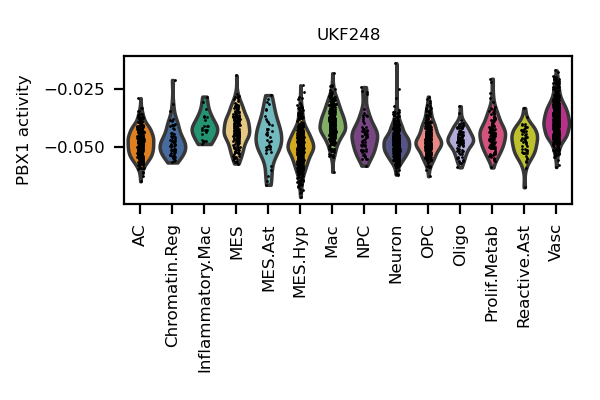 UKF248
PBX1 activity
−0.025
−0.050
AC
Chromatin.Reg
Inflammatory.Mac
MES
MES.Ast
MES.Hyp
Mac
NPC
Neuron
OPC
Oligo
Prolif.Metab
Reactive.Ast
Vasc